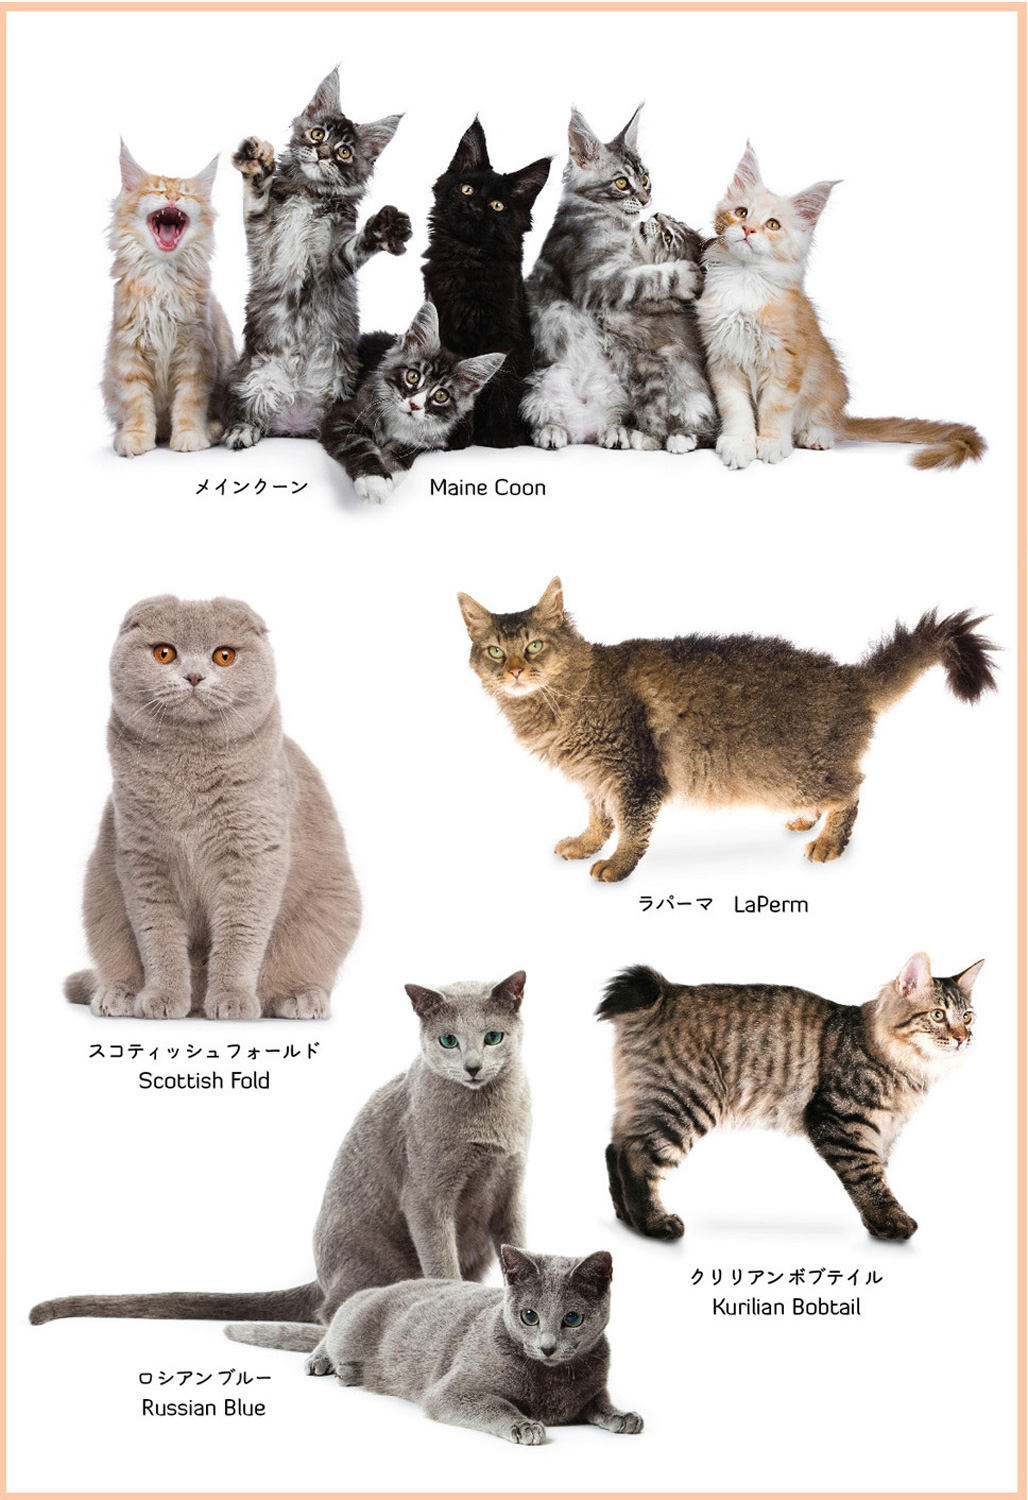 メインクーン　Maine Coon
ラパーマ　LaPerm
スコティッシュフォールド
Scottish Fold
クリリアンボブテイル
Kurilian Bobtail
ロシアンブルー
Russian Blue